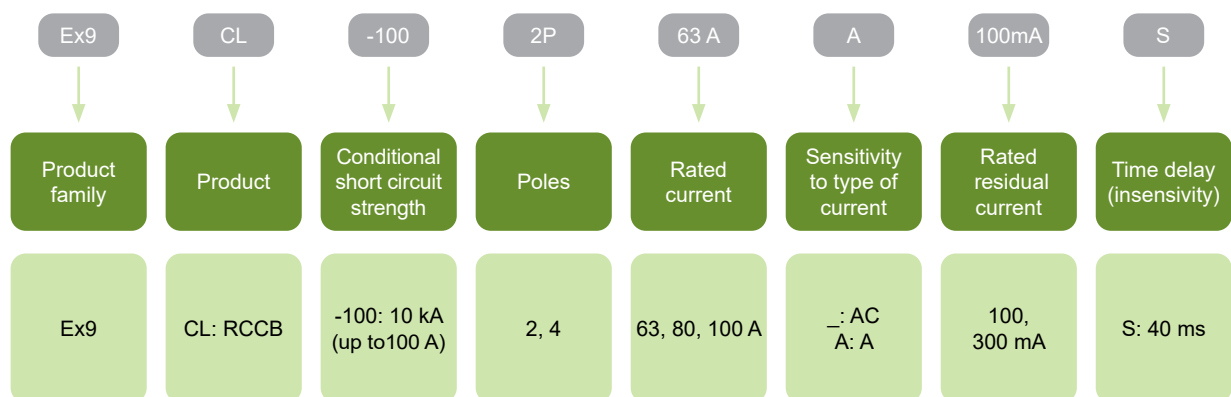 Ex9
CL
-100
2P
63 A
A
100mA
S
Product
family
Product
Conditional
short circuit
strength
Poles
Rated
current
Sensitivity
to type of
current
Rated
residual
current
Time delay
(insensivity)
Ex9
CL: RCCB
-100: 10 kA
(up to100 A)
2, 4
63, 80, 100 A
_: AC
A: A
100,
300 mA
S: 40 ms